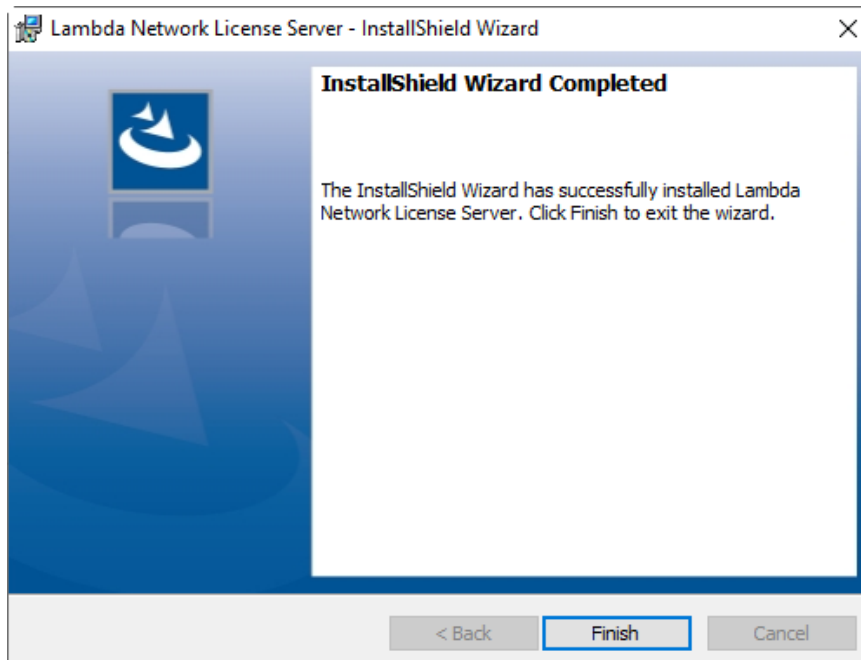 Lambda Network License Server - InstallShield Wizard
InstallShield Wizard Completed
The InstallShield Wizard has successfully installed Lambda
Network License Server. Click Finish to exit the wizard.
< Back
Finish
Cancel